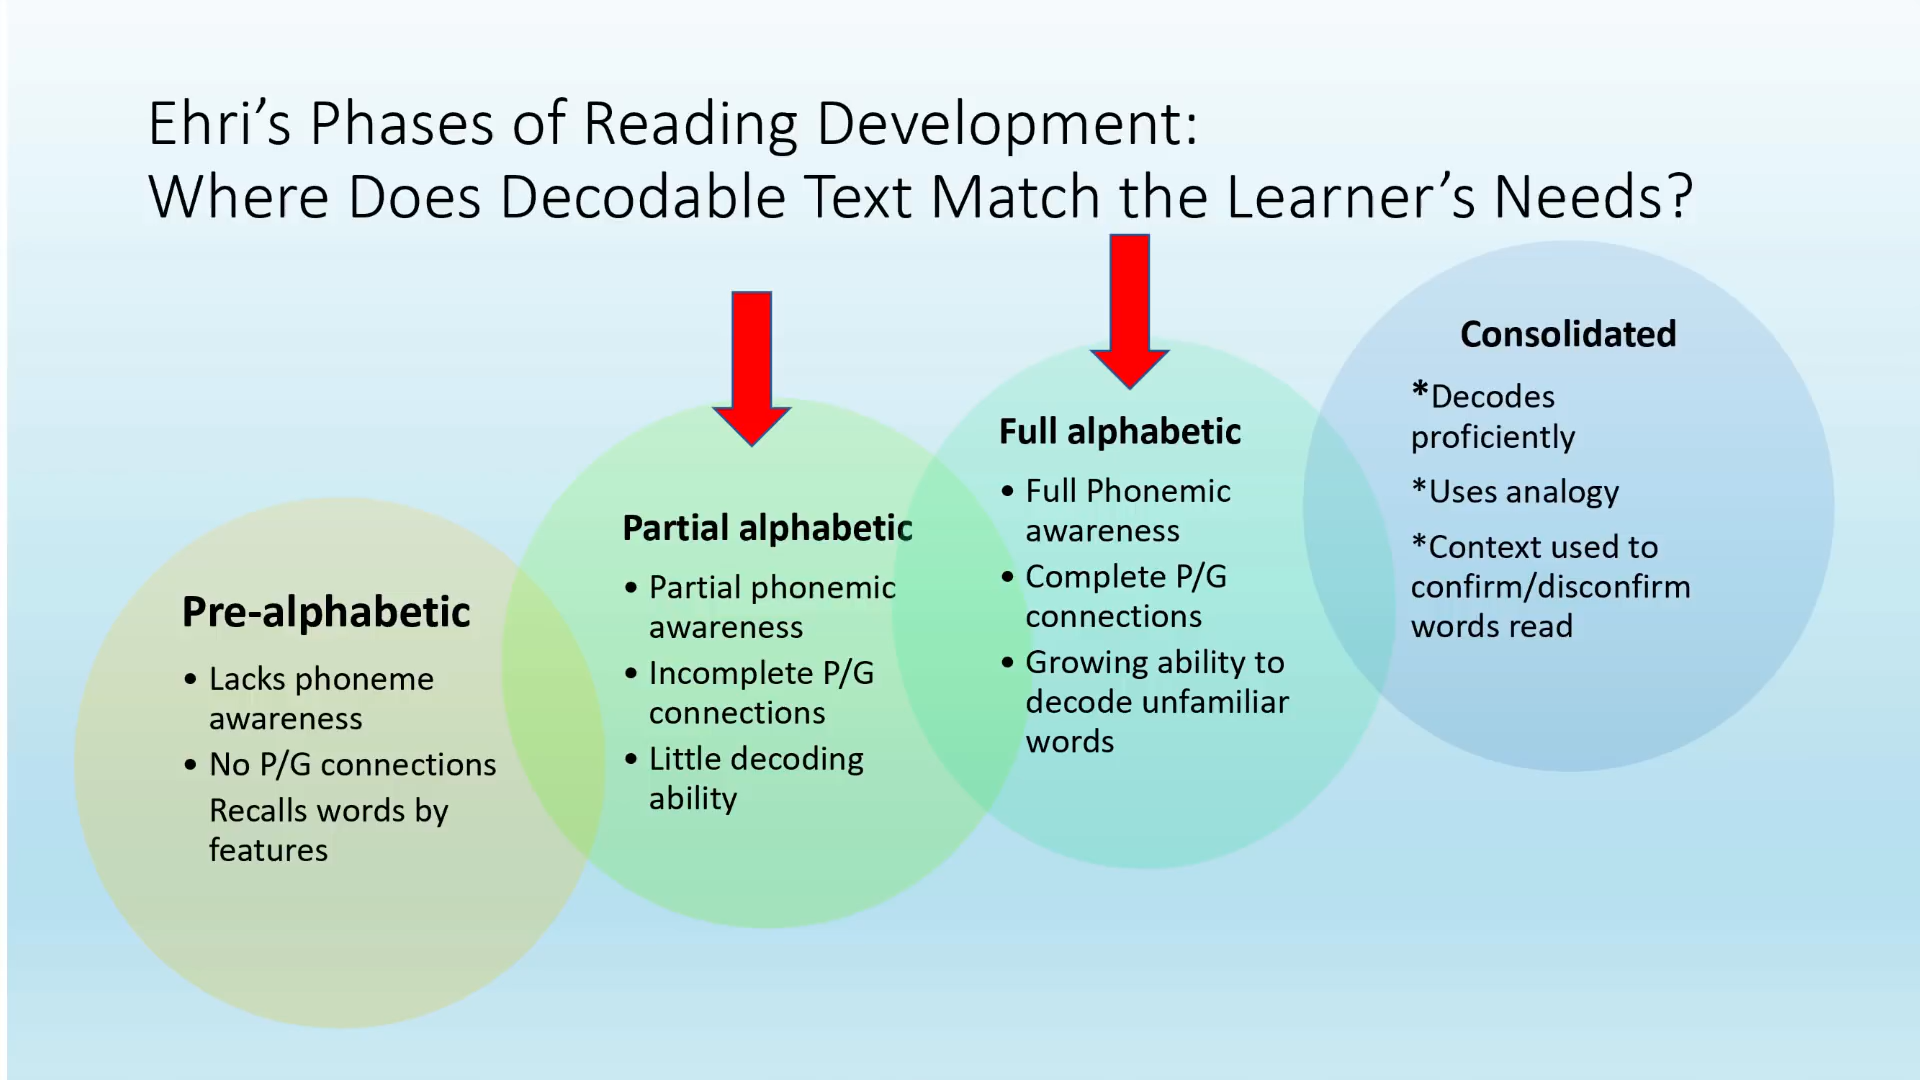 Ehri’s Phases of Reading Development:
Where Does Decodable Text Match the Learner’s Needs?
Pre-alphabetic
• Lacks phoneme
awareness
• No P/G connections
Recalls words by
features
Partial alphabetic
• Partial phonemic
awareness
• Incomplete P/G
connections
• Little decoding
ability
Full alphabetic
• Full Phonemic
awareness
• Complete P/G
connections
• Growing ability to
decode unfamiliar
words
Consolidated
*Decodes
proficiently
*Uses analogy
*Context used to
confirm/disconfirm
words read